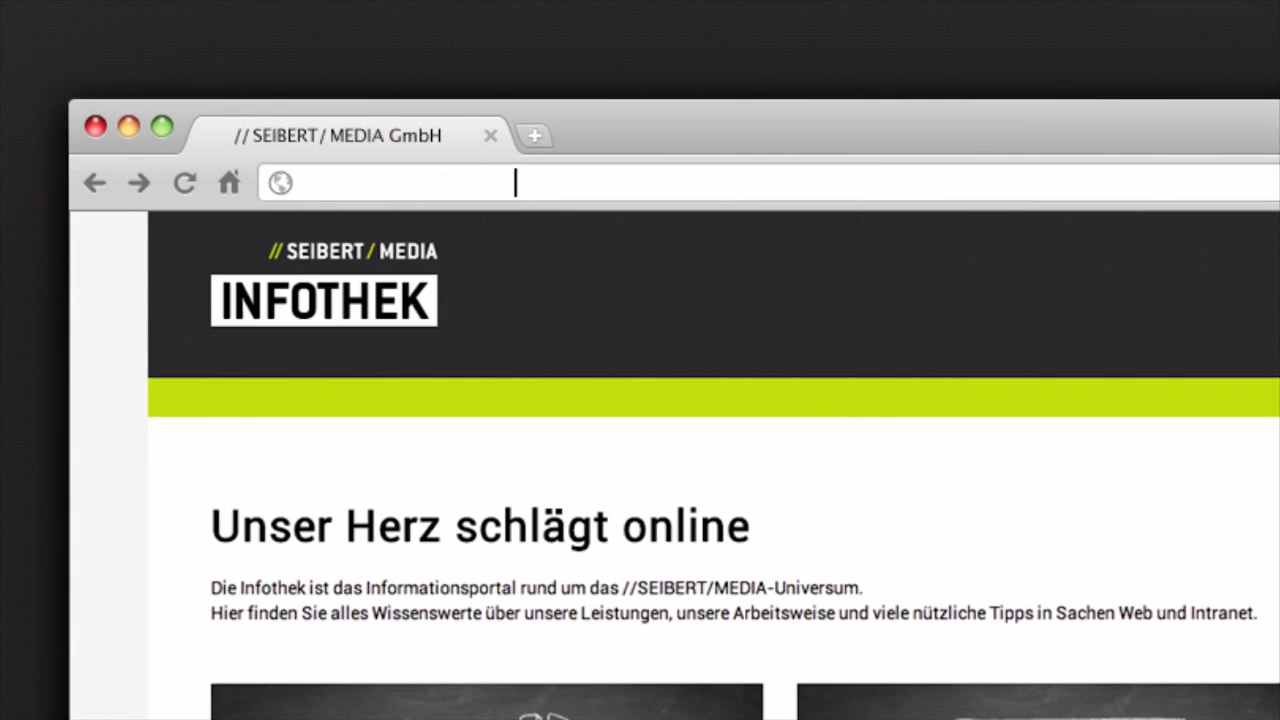 // SEIBERT / MEDIA GmbH
// SEIBERT / MEDIA
INFOTHEK
Unser Herz schlägt online
Die Infothek ist das Informationsportal rund um das //SEIBERT/MEDIA-Universum.
Hier finden Sie alles Wissenswerte über unsere Leistungen, unsere Arbeitsweise und viele nützliche Tipps in Sachen Web und Intranet.